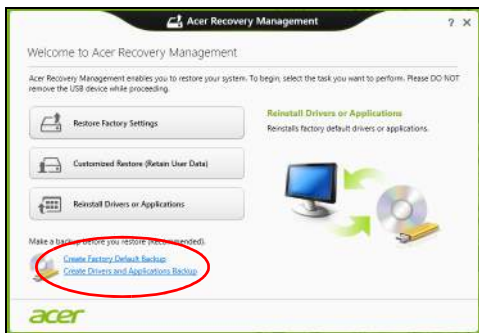 Acer Recovery Management
? ×
Welcome to Acer Recovery Management
Acer Recovery Management enables you to restore your system. To begin, select the task you want to perform. Please DO NOT
remove the USB device while proceeding.
Restore Factory Settings
Customized Restore (Retain User Data)
Reinstall Drivers or Applications
Reinstall Drivers or Applications
Reinstalls factory default drivers or applications.
Make a backup before you restore (Recommended).
Create Factory Default Backup
Create Drivers and Applications Backup
acer